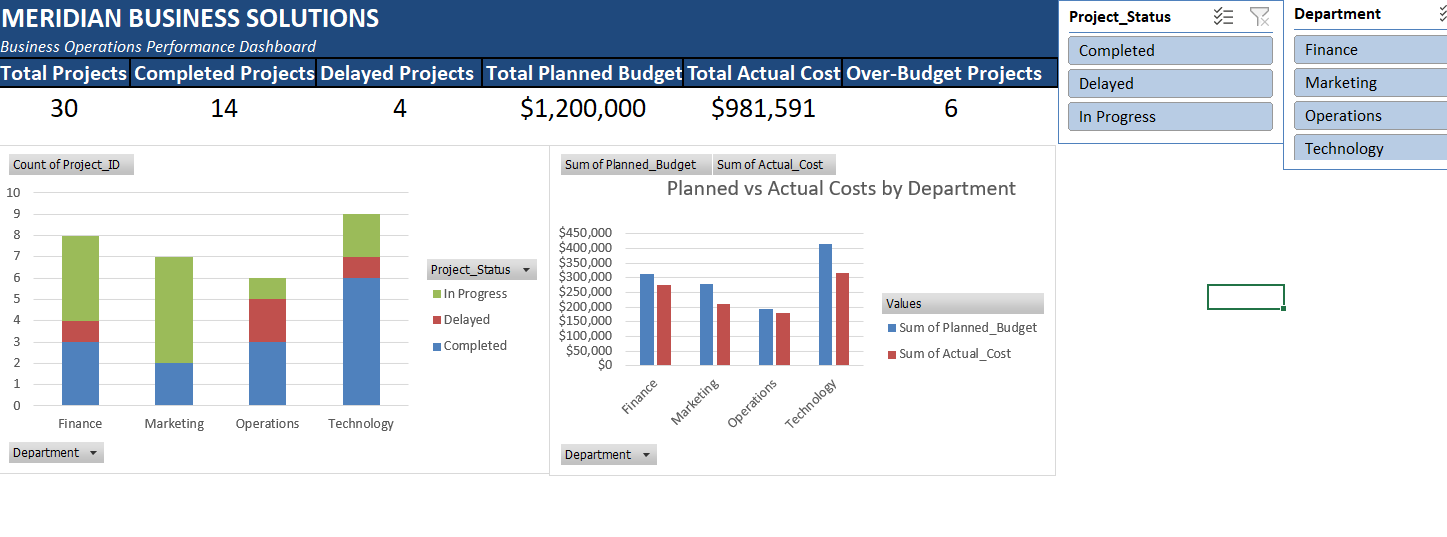 MERIDIAN BUSINESS SOLUTIONS
Business Operations Performance Dashboard
Total Projects Completed Projects Delayed Projects Total Planned Budget Total Actual Cost Over-Budget Projects
30 14 4 $1,200,000 $981,591 6
Project_Status
Completed
Delayed
In Progress
Department
Finance
Marketing
Operations
Technology
Count of Project_ID
10
9
8
7
6
5
4
3
2
1
0
Finance Marketing Operations Technology
Project_Status
In Progress
Delayed
Completed
Department
Sum of Planned_Budget Sum of Actual_Cost
Planned vs Actual Costs by Department
$450,000
$400,000
$350,000
$300,000
$250,000
$200,000
$150,000
$100,000
$50,000
$0
Finance Marketing Operations Technology
Values
Sum of Planned_Budget
Sum of Actual_Cost
Department